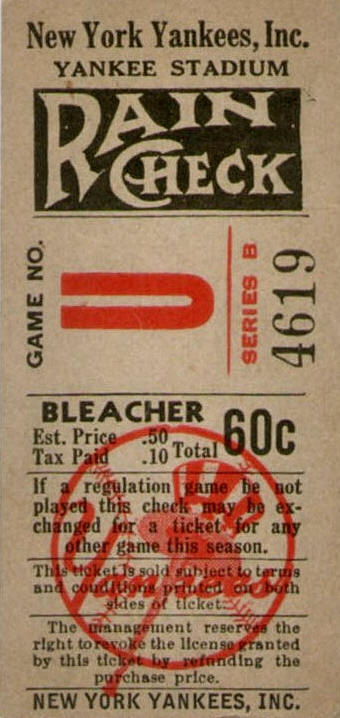 New York Yankees, Inc.
YANKEE STADIUM
RAIN CHECK
GAME NO.
U
SERIES B
4619
BLEACHER
Est. Price .50
Tax Paid .10
Total 60c
If a regulation game be not
played this check may be ex-
changed for a ticket for any
other game this season.
This ticket is sold subject to terms
and conditions printed on both
sides of ticket.
The management reserves the
right to revoke the license granted
by this ticket by refunding the
purchase price.
NEW YORK YANKEES, INC.
Yankees